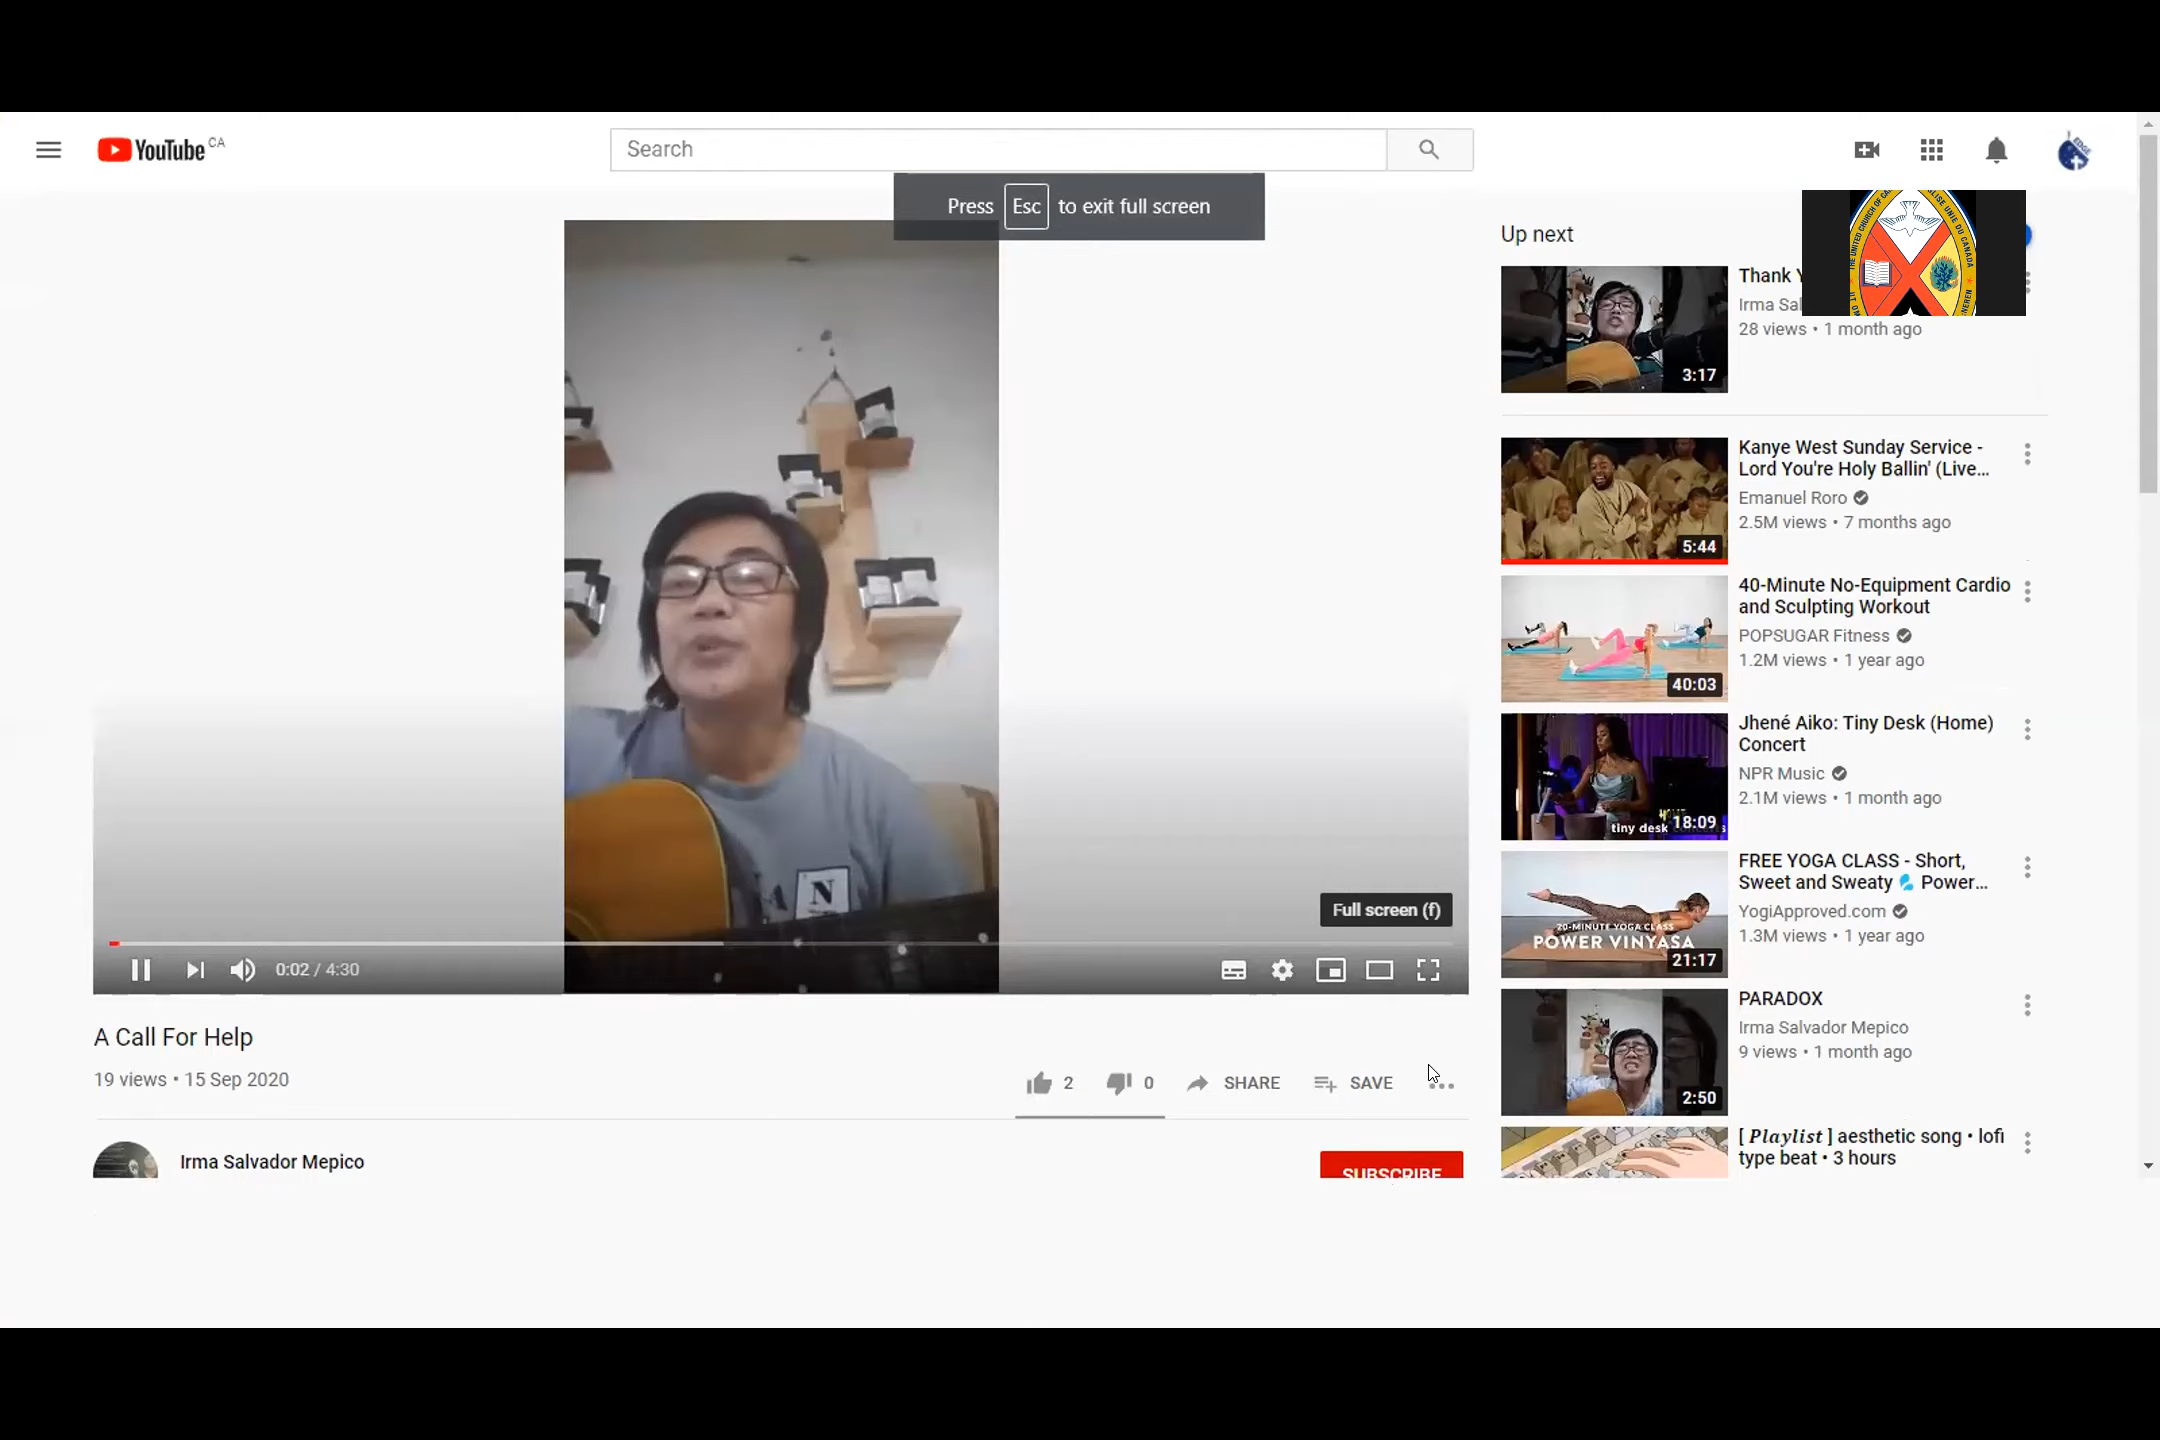 YouTube CA
Search
Press Esc to exit full screen
Up next
Thank Y
Irma Sal
28 views • 1 month ago
3:17
Kanye West Sunday Service -
Lord You're Holy Ballin' (Live...
Emanuel Roro
2.5M views • 7 months ago
5:44
40-Minute No-Equipment Cardio
and Sculpting Workout
POPSUGAR Fitness
1.2M views • 1 year ago
40:03
Jhené Aiko: Tiny Desk (Home)
Concert
NPR Music
2.1M views • 1 month ago
tiny desk
18:09
FREE YOGA CLASS - Short,
Sweet and Sweaty 💦 Power...
YogiApproved.com
1.3M views • 1 year ago
20-MINUTE YOGA CLASS
POWER VINYASA
21:17
PARADOX
Irma Salvador Mepico
9 views • 1 month ago
2:50
[ Playlist ] aesthetic song • lofi
type beat • 3 hours
N
Full screen (f)
0:02 / 4:30
A Call For Help
19 views • 15 Sep 2020
2 0 SHARE SAVE
Irma Salvador Mepico
SUBSCRIBE